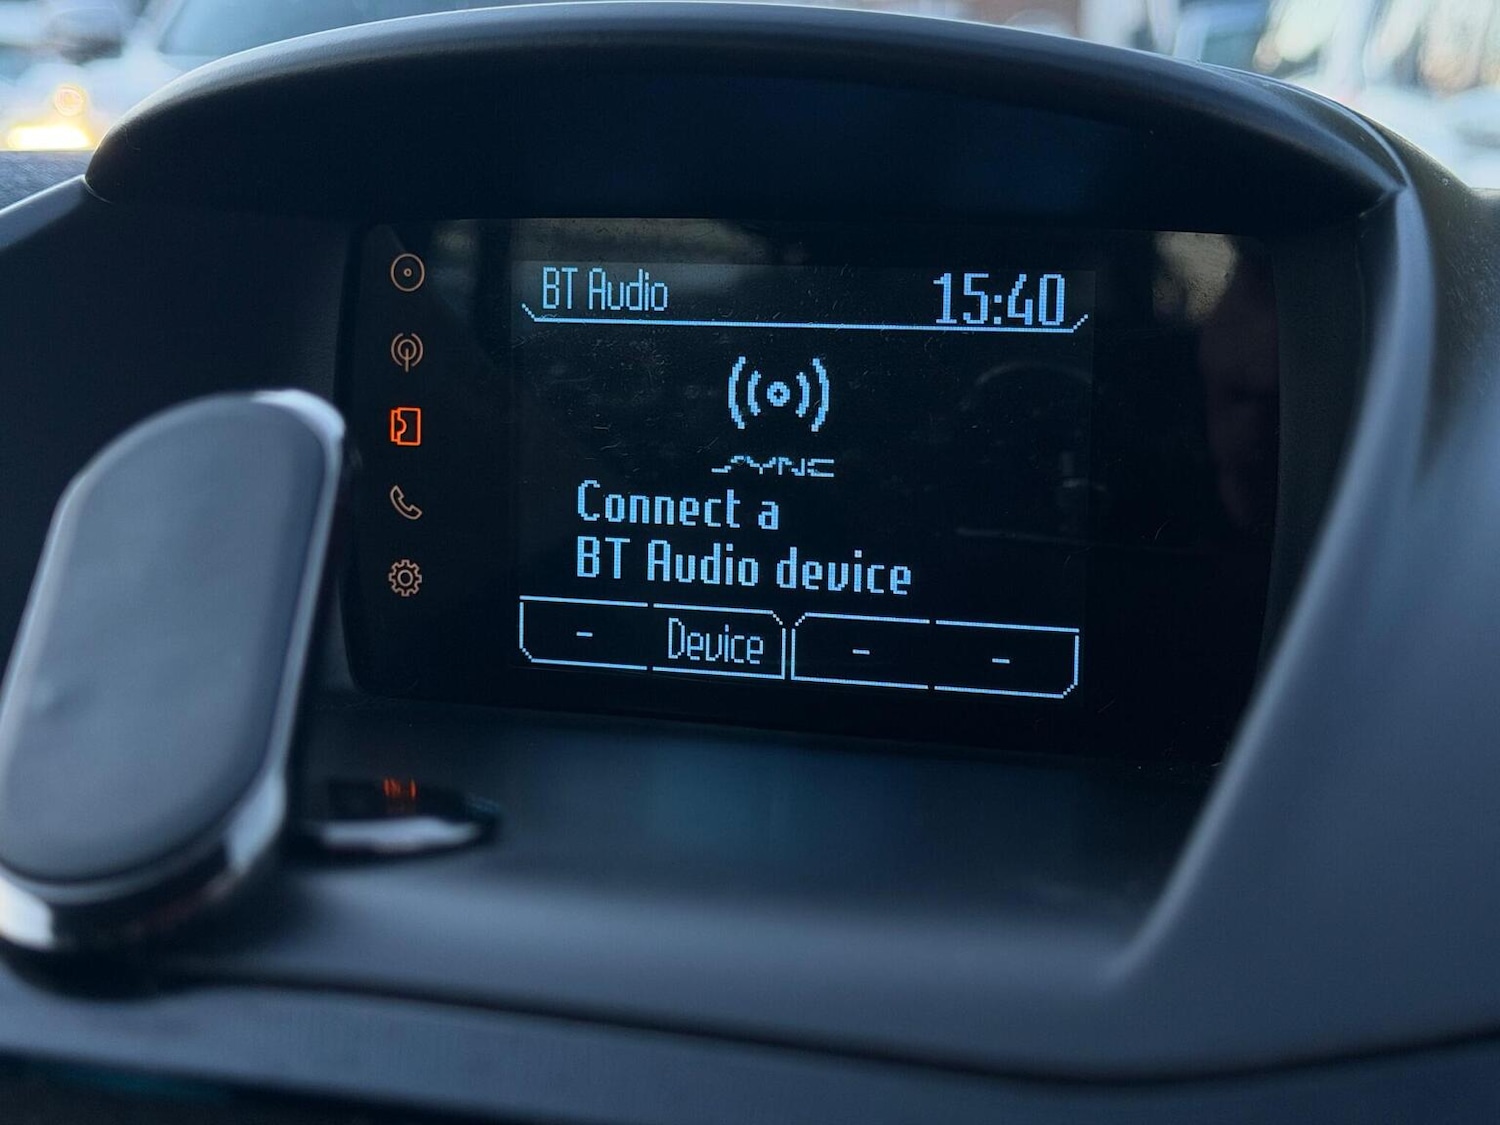 BT Audio 15:40
SYNC
Connect a
BT Audio device
- Device - -